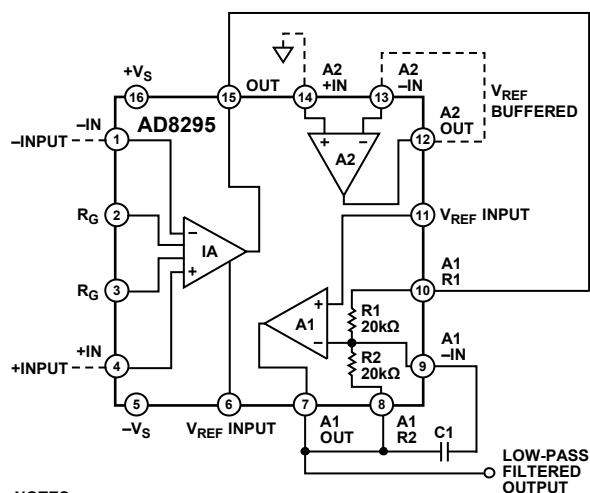 +VS
OUT
A2
+IN
A2
–IN
16
15
14
13
VREF
BUFFERED
AD8295
–IN
–INPUT
1
+
–
A2
A2
OUT
12
RG
2
11
VREF INPUT
–
IA
+
RG
3
A1
R1
10
+
A1
–
R1
20kΩ
R2
20kΩ
A1
–IN
9
+IN
+INPUT
4
5
6
7
8
–VS
VREF INPUT
A1
OUT
A1
R2
C1
LOW-PASS
FILTERED
OUTPUT